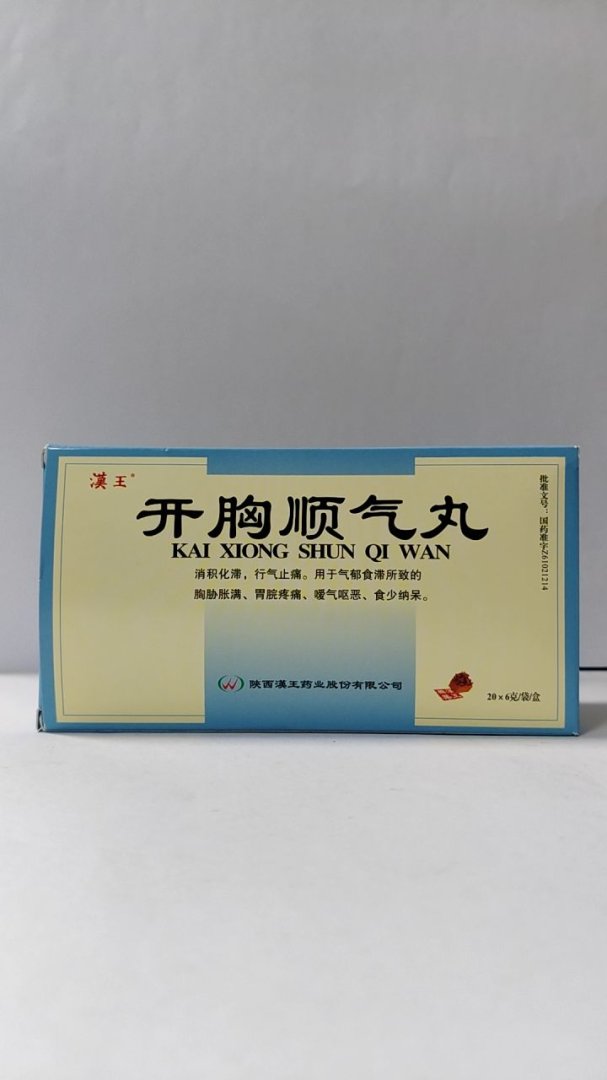 漢王®
开胸顺气丸
KAI XIONG SHUN QI WAN
消积化滞，行气止痛。用于气郁食滞所致的
胸胁胀满、胃脘疼痛、嗳气呕恶、食少纳呆。
陕西漢王药业股份有限公司
20×6克/袋/盒
批准文号：国药准字Z61021214